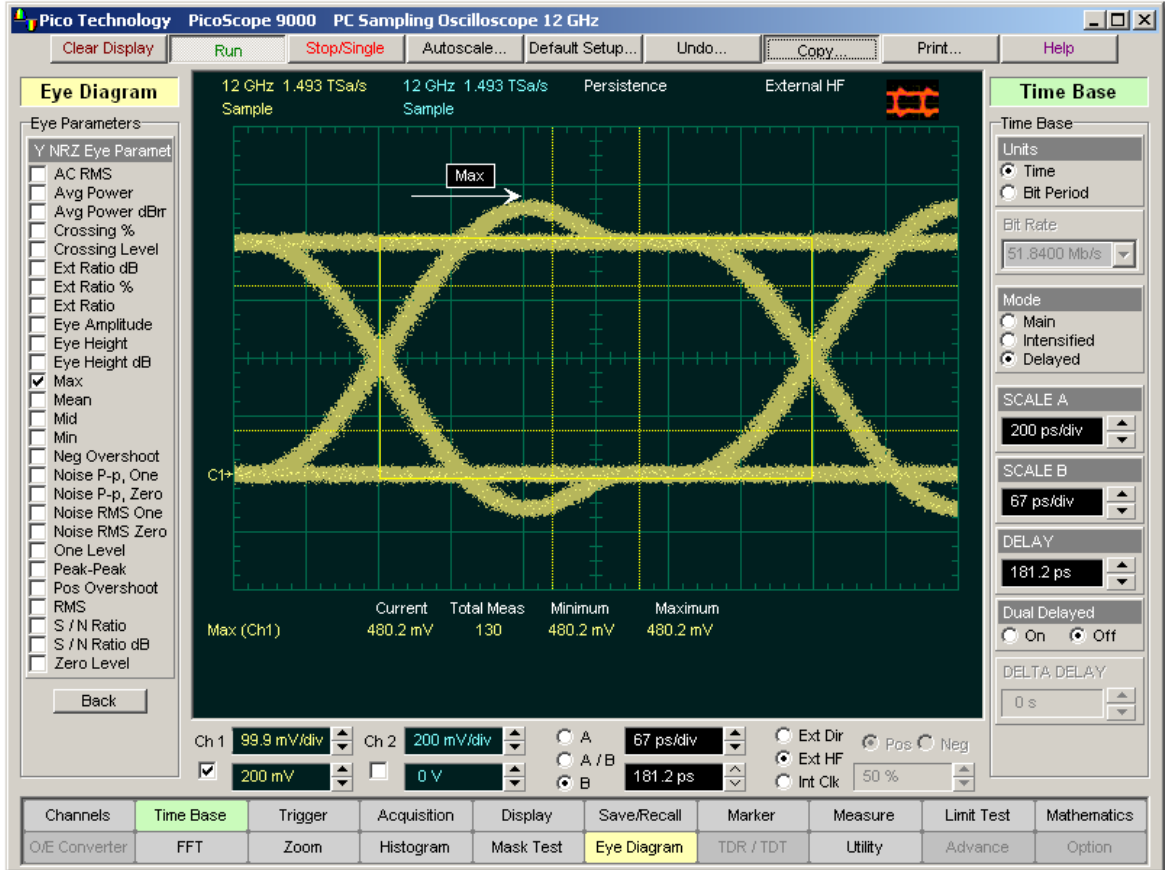 Pico Technology PicoScope 9000 PC Sampling Oscilloscope 12 GHz
Clear Display Run Stop/Single Autoscale... Default Setup... Undo... Copy... Print... Help
Eye Diagram
Eye Parameters
Y NRZ Eye Paramet
AC RMS
Avg Power
Avg Power dBm
Crossing %
Crossing Level
Ext Ratio dB
Ext Ratio %
Ext Ratio
Eye Amplitude
Eye Height
Eye Height dB
Max
Mean
Mid
Min
Neg Overshoot
Noise P-p, One
Noise P-p, Zero
Noise RMS One
Noise RMS Zero
One Level
Peak-Peak
Pos Overshoot
RMS
S / N Ratio
S / N Ratio dB
Zero Level
Back
12 GHz 1.493 TSa/s 12 GHz 1.493 TSa/s Persistence External HF
Sample Sample
Max
C1
Current Total Meas Minimum Maximum
Max (Ch1) 480.2 mV 130 480.2 mV 480.2 mV
Time Base
Time Base
Units
Time
Bit Period
Bit Rate
51.8400 Mb/s
Mode
Main
Intensified
Delayed
SCALE A
200 ps/div
SCALE B
67 ps/div
DELAY
181.2 ps
Dual Delayed
On Off
DELTA DELAY
0 s
Ch 1 99.9 mV/div Ch 2 200 mV/div A 67 ps/div Ext Dir Pos Neg
A / B Ext HF
200 mV 0 V B 181.2 ps Int Clk 50 %
Channels Time Base Trigger Acquisition Display Save/Recall Marker Measure Limit Test Mathematics
O/E Converter FFT Zoom Histogram Mask Test Eye Diagram TDR / TDT Utility Advance Option